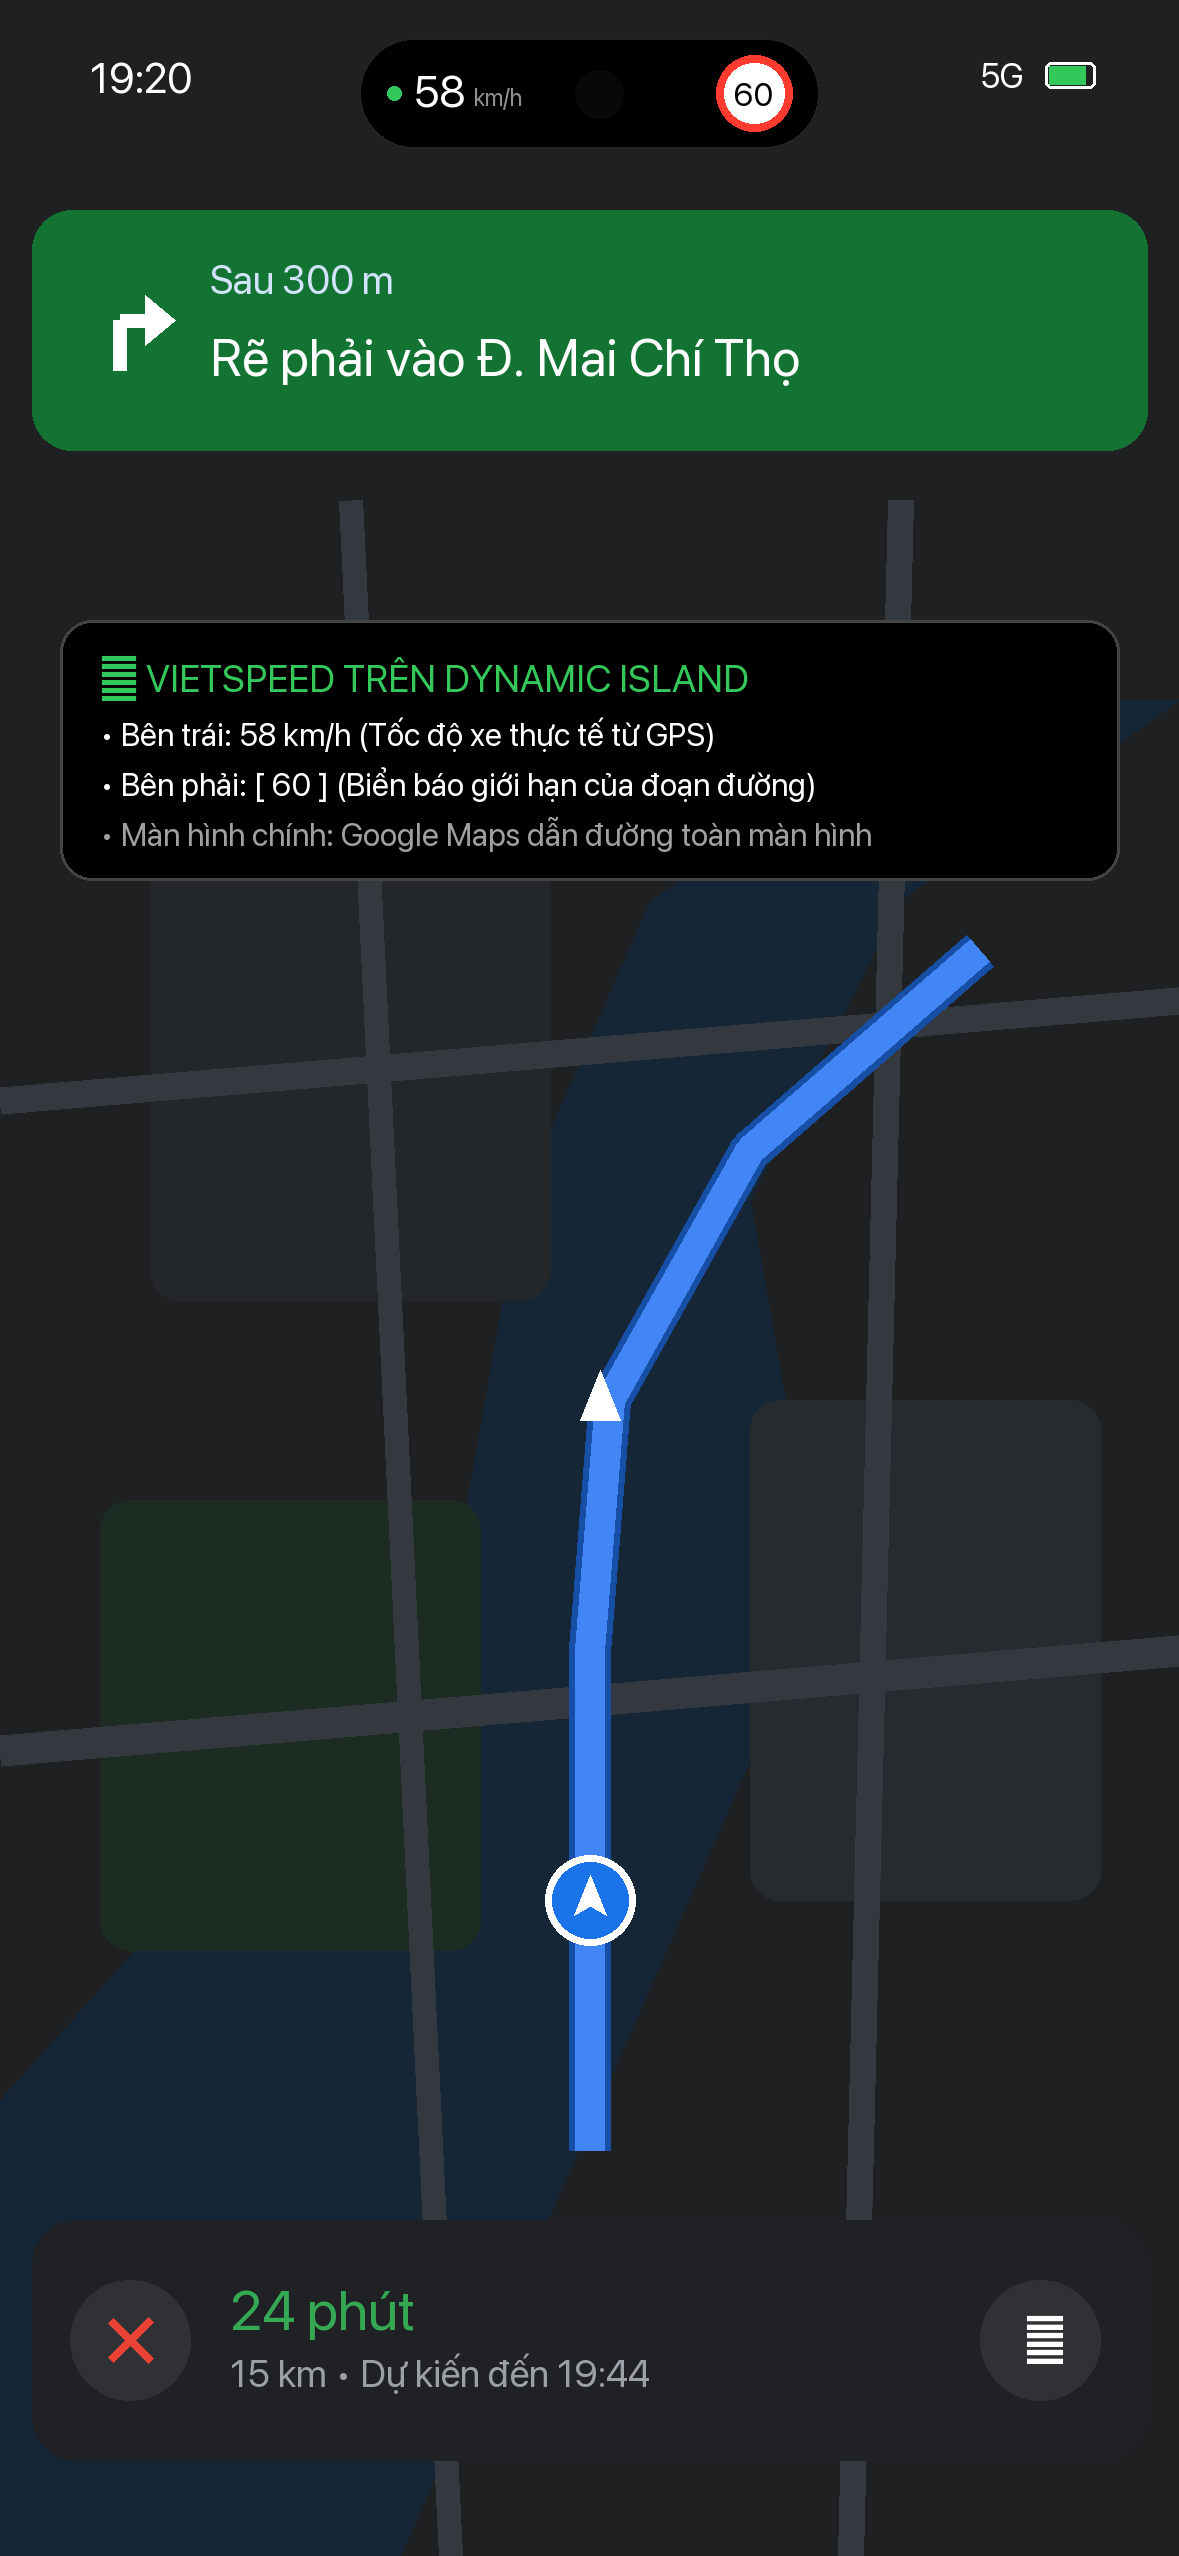 19:20
58 km/h
60
5G
Sau 300 m
Rẽ phải vào Đ. Mai Chí Thọ
VIETSPEED TRÊN DYNAMIC ISLAND
• Bên trái: 58 km/h (Tốc độ xe thực tế từ GPS)
• Bên phải: [ 60 ] (Biển báo giới hạn của đoạn đường)
• Màn hình chính: Google Maps dẫn đường toàn màn hình
24 phút
15 km • Dự kiến đến 19:44